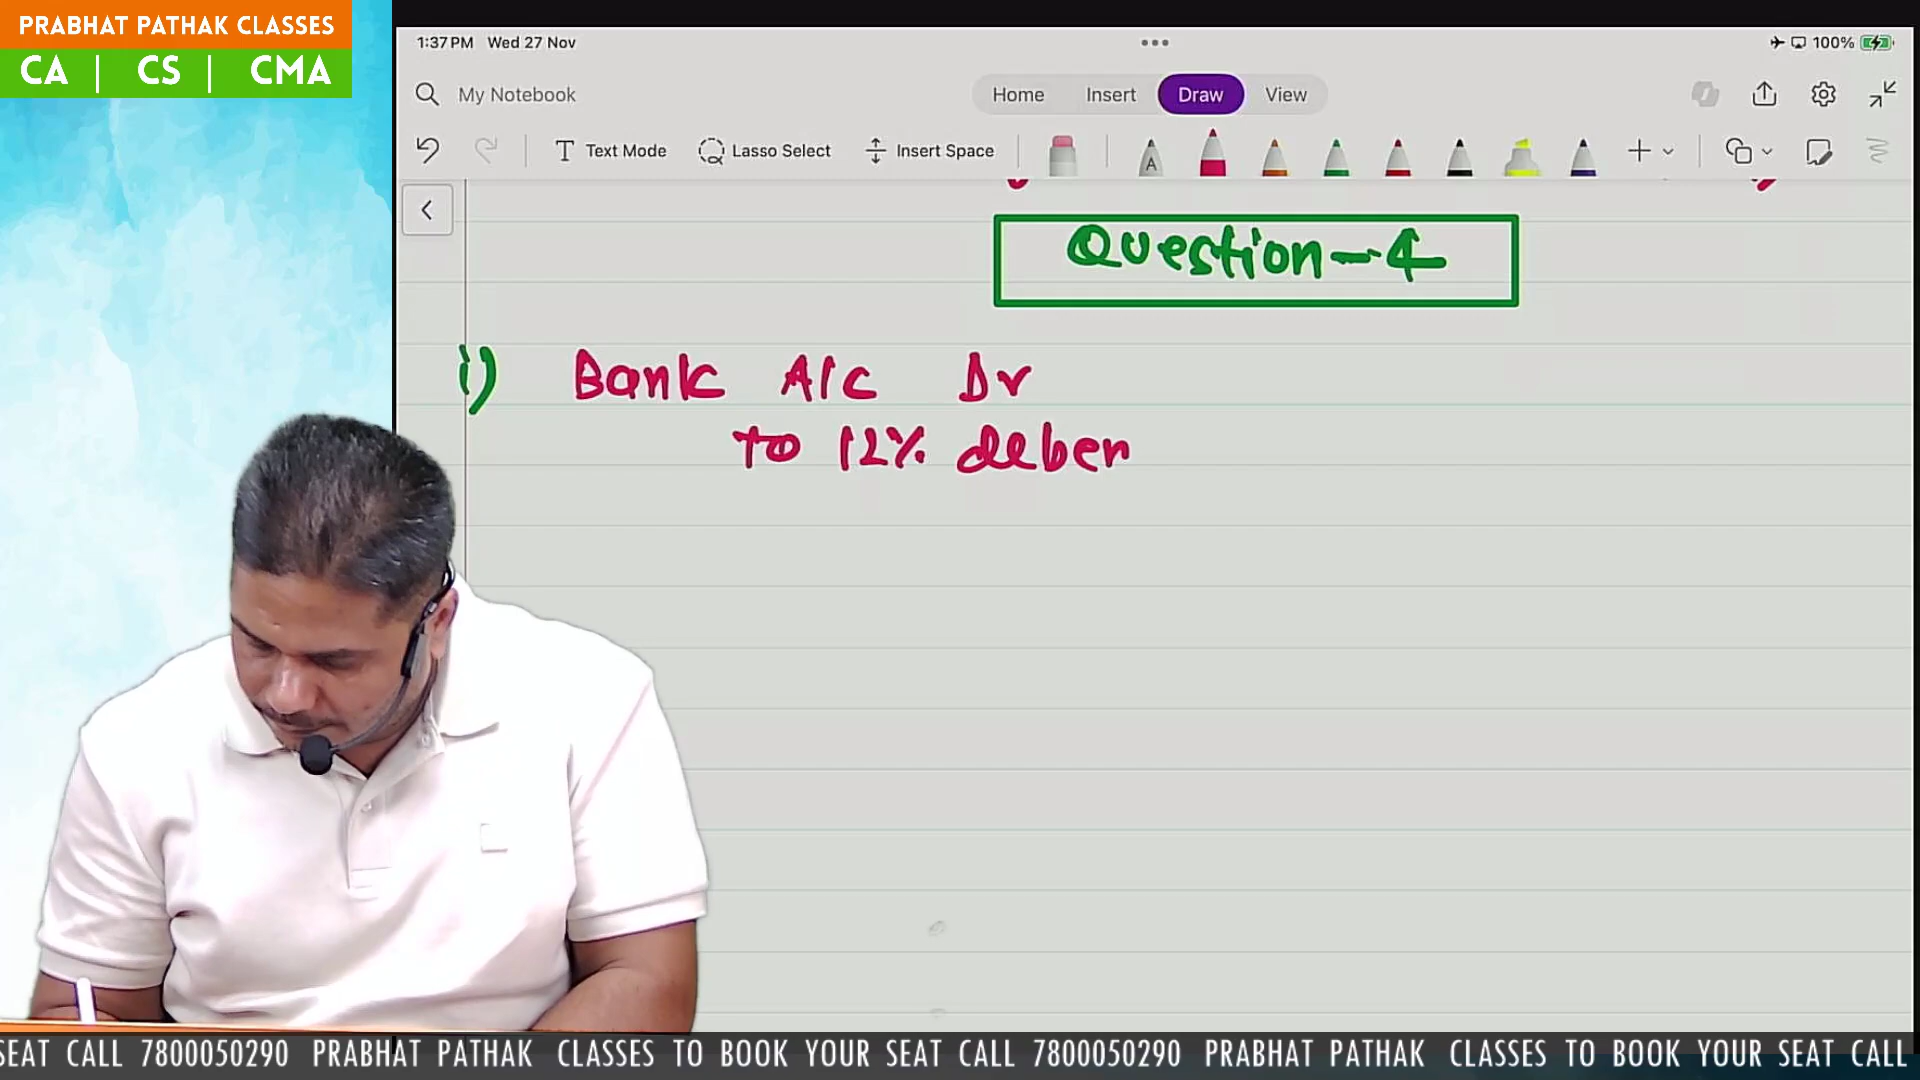 PRABHAT PATHAK CLASSES
CA | CS | CMA
1:37 PM Wed 27 Nov
100%
My Notebook
Home Insert Draw View
Text Mode Lasso Select Insert Space
A
Question-4
i) Bank A/c Dr
To 12% deben
SEAT CALL 7800050290 PRABHAT PATHAK CLASSES TO BOOK YOUR SEAT CALL 7800050290 PRABHAT PATHAK CLASSES TO BOOK YOUR SEAT CALL